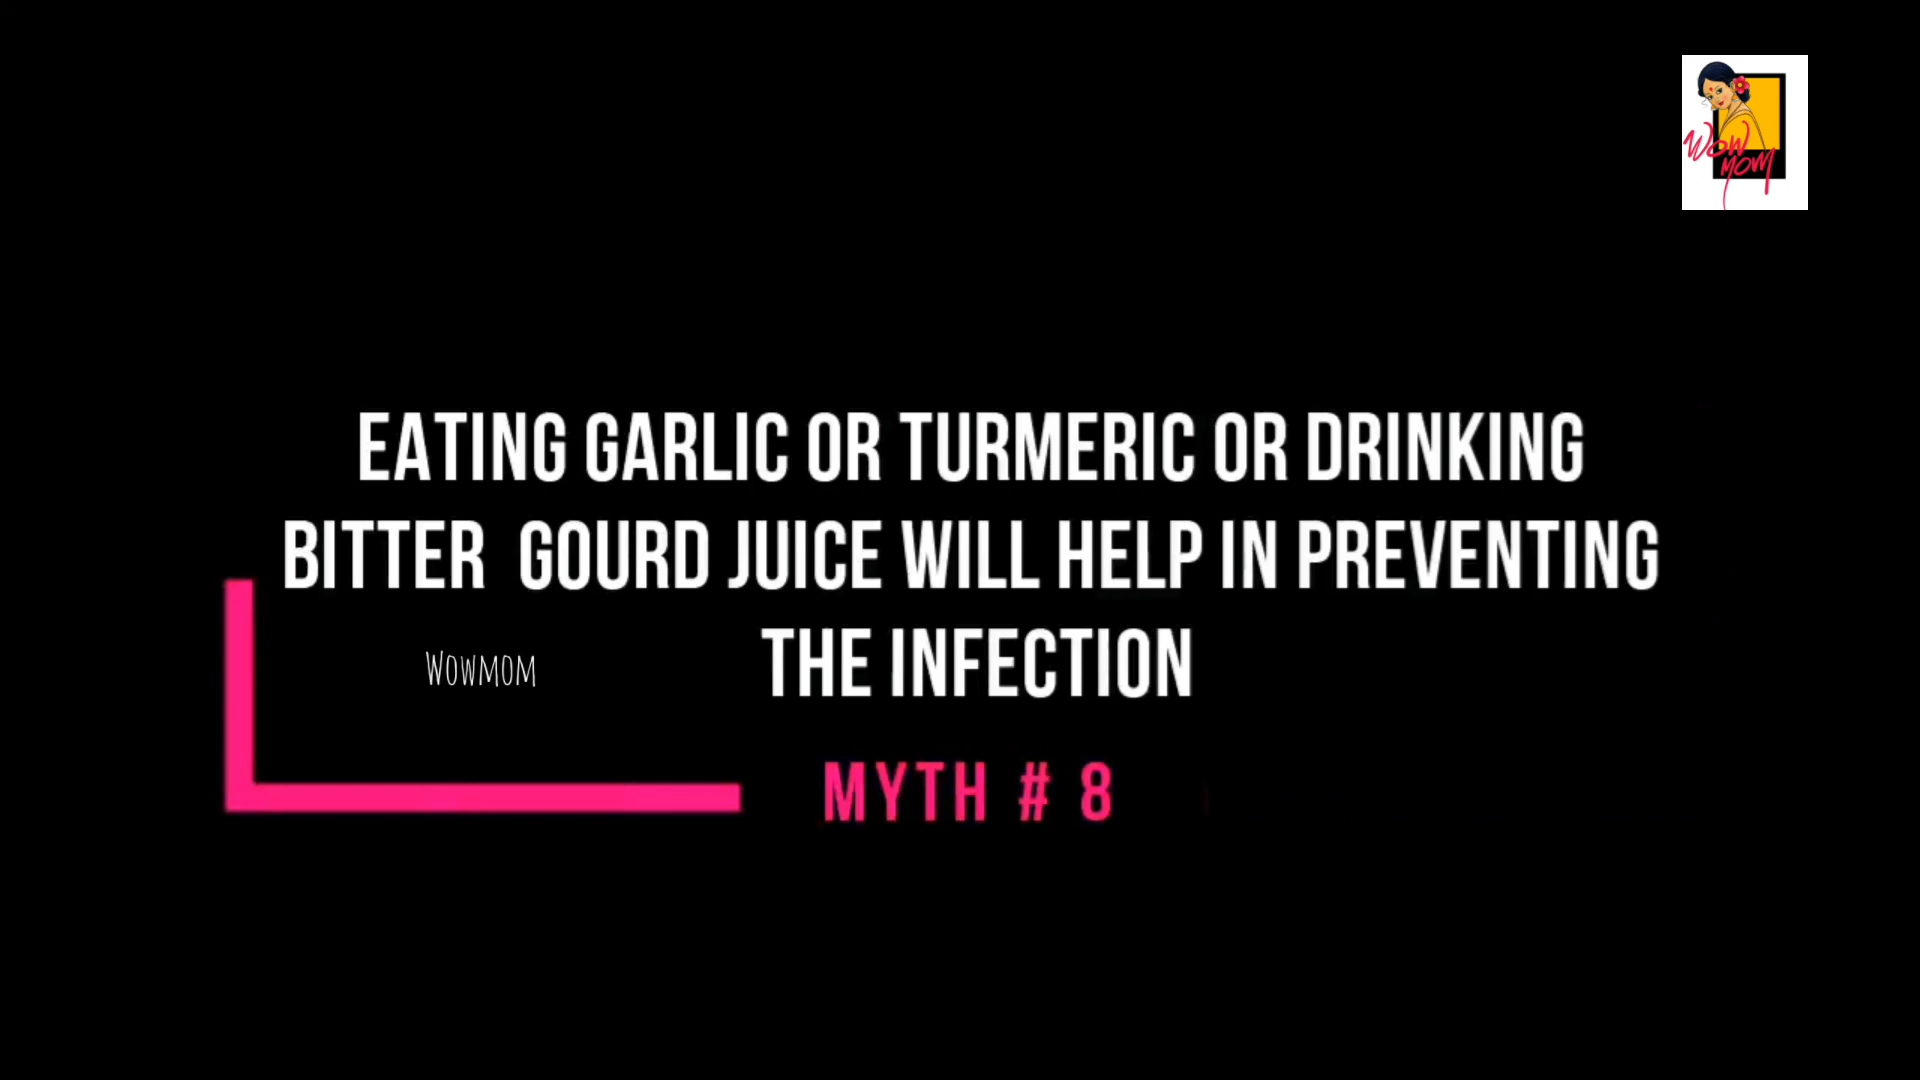 WOW
MOM
EATING GARLIC OR TURMERIC OR DRINKING
BITTER GOURD JUICE WILL HELP IN PREVENTING
THE INFECTION
WOWMOM
MYTH # 8